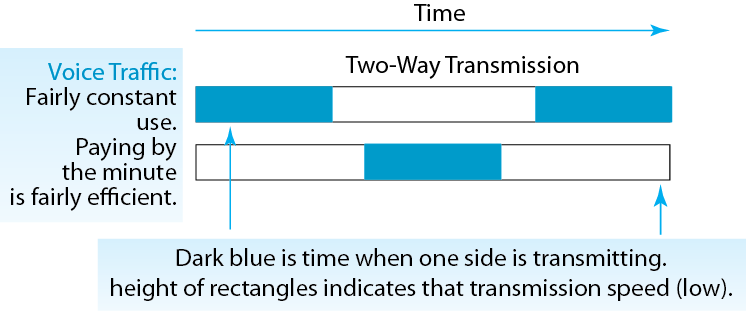 Time
Two-Way Transmission
Voice Traffic:
Fairly constant
use.
Paying by
the minute
is fairly efficient.
Dark blue is time when one side is transmitting.
height of rectangles indicates that transmission speed (low).